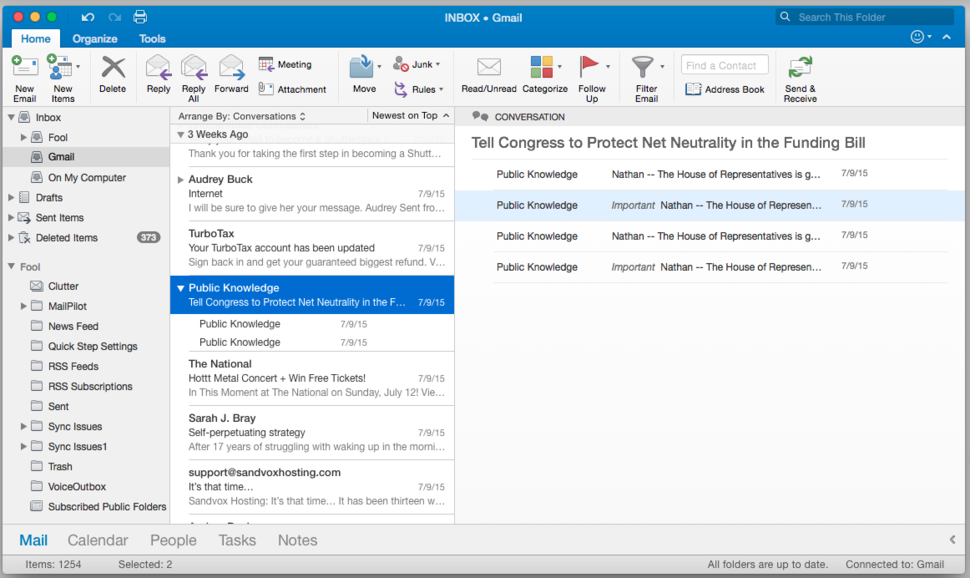 INBOX • Gmail
Search This Folder
Home Organize Tools
New Email
New Items
Delete
Reply
Reply All
Forward
Meeting
Attachment
Move
Junk
Rules
Read/Unread
Categorize
Follow Up
Filter Email
Find a Contact
Address Book
Send & Receive
Inbox
Fool
Gmail
On My Computer
Drafts
Sent Items
Deleted Items 373
Fool
Clutter
MailPilot
News Feed
Quick Step Settings
RSS Feeds
RSS Subscriptions
Sent
Sync Issues
Sync Issues1
Trash
VoiceOutbox
Subscribed Public Folders
Arrange By: Conversations Newest on Top
3 Weeks Ago
Thank you for taking the first step in becoming a Shutt...
Audrey Buck
Internet 7/9/15
I will be sure to give her your message. Audrey Sent fro...
TurboTax
Your TurboTax account has been updated 7/9/15
Sign back in and get your guaranteed biggest refund. V...
Public Knowledge
Tell Congress to Protect Net Neutrality in the F... 7/9/15
Public Knowledge 7/9/15
Public Knowledge 7/9/15
The National
Hottt Metal Concert + Win Free Tickets! 7/9/15
In This Moment at The National on Sunday, July 12! Vie...
Sarah J. Bray
Self-perpetuating strategy 7/9/15
After 17 years of struggling with waking up in the morni...
support@sandvoxhosting.com
It's that time... 7/9/15
Sandvox Hosting: It's that time... It has been thirteen w...
CONVERSATION
Tell Congress to Protect Net Neutrality in the Funding Bill
Public Knowledge Nathan -- The House of Representatives is g... 7/9/15
Public Knowledge Important Nathan -- The House of Represen... 7/9/15
Public Knowledge Nathan -- The House of Representatives is g... 7/9/15
Public Knowledge Important Nathan -- The House of Represen... 7/9/15
Mail Calendar People Tasks Notes
Items: 1254 Selected: 2 All folders are up to date. Connected to: Gmail